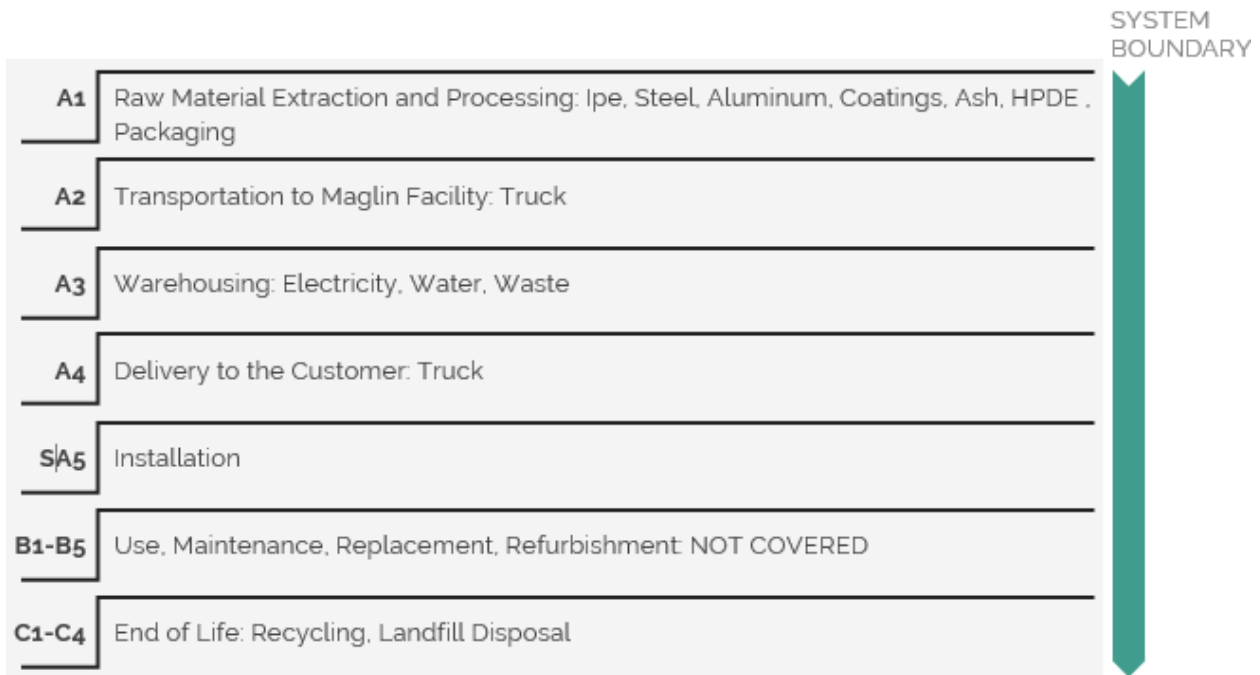 SYSTEM
BOUNDARY
A1 Raw Material Extraction and Processing: Ipe, Steel, Aluminum, Coatings, Ash, HPDE ,
Packaging
A2 Transportation to Maglin Facility: Truck
A3 Warehousing: Electricity, Water, Waste
A4 Delivery to the Customer: Truck
SA5 Installation
B1-B5 Use, Maintenance, Replacement, Refurbishment: NOT COVERED
C1-C4 End of Life: Recycling, Landfill Disposal